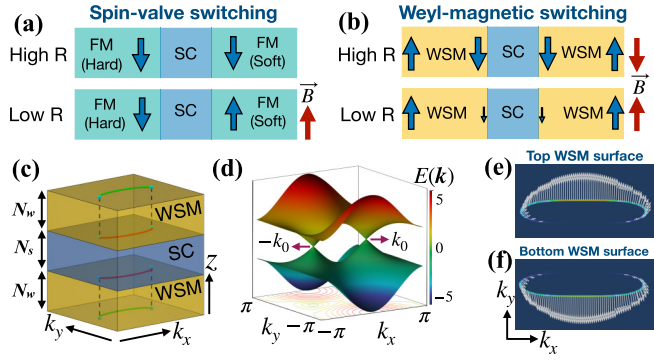 (a) Spin-valve switching
High R FM (Hard) SC FM (Soft)
Low R FM (Hard) SC FM (Soft) B
(b) Weyl-magnetic switching
High R WSM SC WSM
Low R WSM SC WSM B
(c)
N_w WSM
N_s SC
N_w WSM
z
k_y k_x
(d) E(k)
5
0
−5
−k_0 k_0
π k_y −π −π k_x π
(e) Top WSM surface
(f) Bottom WSM surface
k_y
k_x